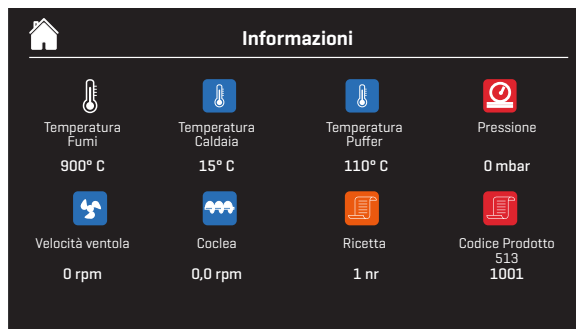 Informazioni
Temperatura Temperatura Temperatura Pressione
Fumi Caldaia Puffer
900° C 15° C 110° C 0 mbar
Velocità ventola Coclea Ricetta Codice Prodotto
513
0 rpm 0,0 rpm 1 nr 1001